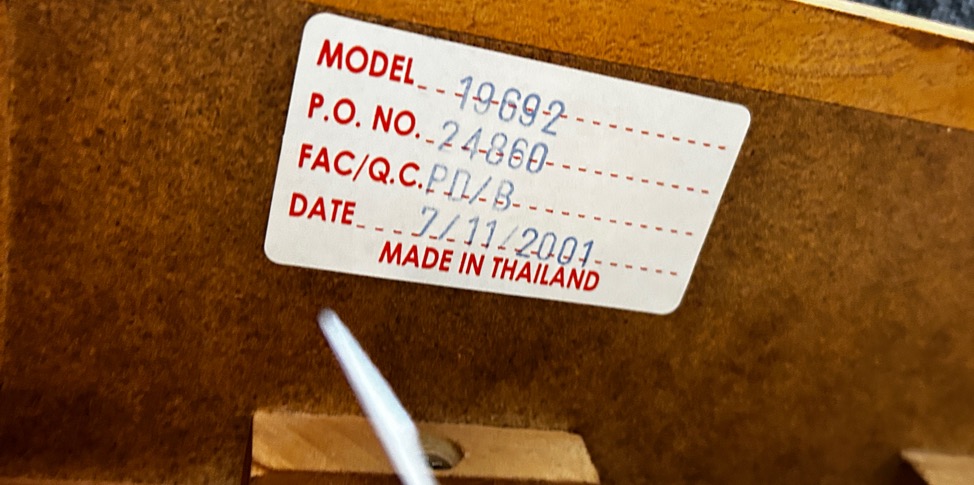 MODEL 19692
P.O. NO. 24860
FAC/Q.C. PD/B
DATE 7/11/2001
MADE IN THAILAND